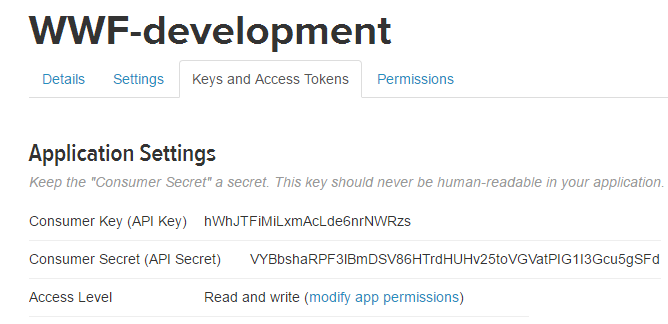 WWF-development
Details Settings Keys and Access Tokens Permissions
Application Settings
Keep the "Consumer Secret" a secret. This key should never be human-readable in your application.
Consumer Key (API Key) hWhJTFiMiLxmAcLde6nrNWRzs
Consumer Secret (API Secret) VYBbshaRPF3lBmDSV86HTrdHUHv25toVGVatPIG1I3Gcu5gSFd
Access Level Read and write (modify app permissions)